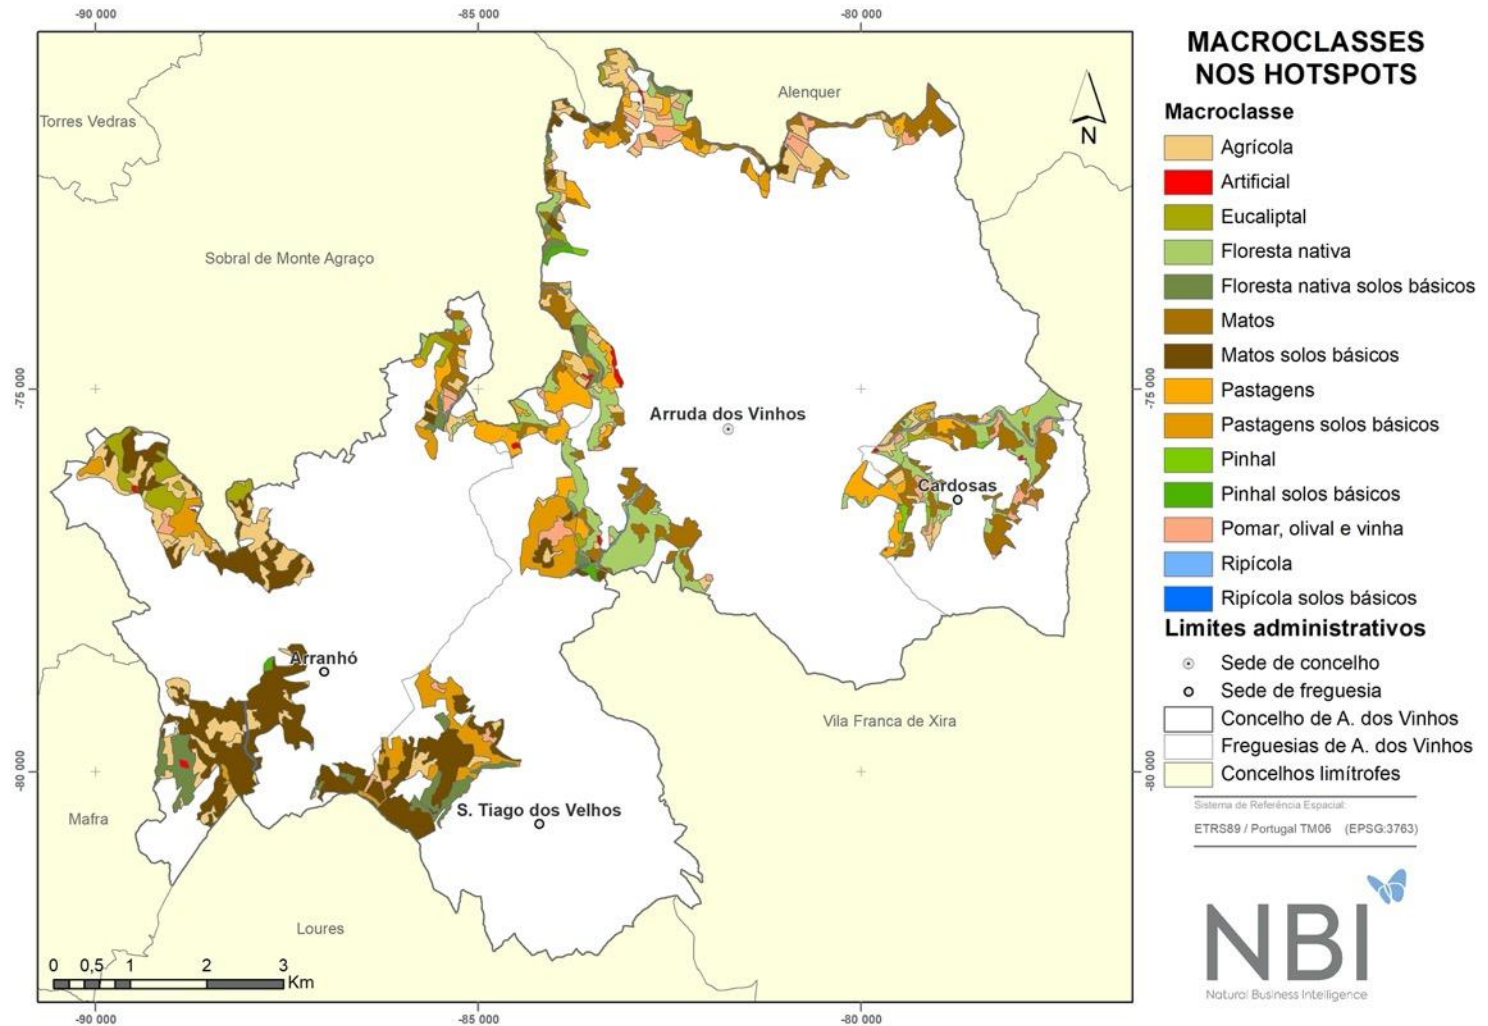 -90 000
-85 000
-80 000
MACROCLASSES
NOS HOTSPOTS
Macroclasse
Agrícola
Artificial
Eucaliptal
Floresta nativa
Floresta nativa solos básicos
Matos
Matos solos básicos
Pastagens
Pastagens solos básicos
Pinhal
Pinhal solos básicos
Pomar, olival e vinha
Ripícola
Ripícola solos básicos
Limites administrativos
Sede de concelho
Sede de freguesia
Concelho de A. dos Vinhos
Freguesias de A. dos Vinhos
Concelhos limítrofes
Sistema de Referência Espacial:
ETRS89 / Portugal TM06 (EPSG:3763)
NBI
Natural Business Intelligence
Alenquer
Torres Vedras
N
Sobral de Monte Agraço
-75 000
-75 000
Arruda dos Vinhos
Cardosas
Arranhó
Vila Franca de Xira
-80 000
-80 000
S. Tiago dos Velhos
Mafra
Loures
0 0,5 1 2 3
Km
-90 000
-85 000
-80 000